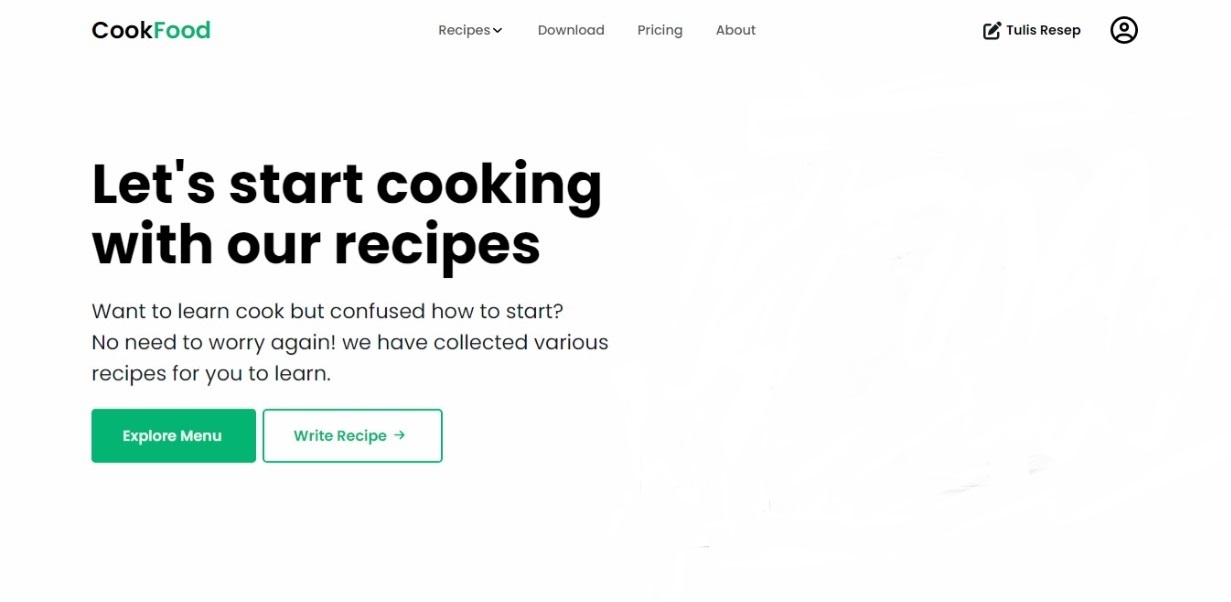 CookFood
Recipes Download Pricing About
Tulis Resep
Let's start cooking
with our recipes
Want to learn cook but confused how to start?
No need to worry again! we have collected various
recipes for you to learn.
Explore Menu
Write Recipe →